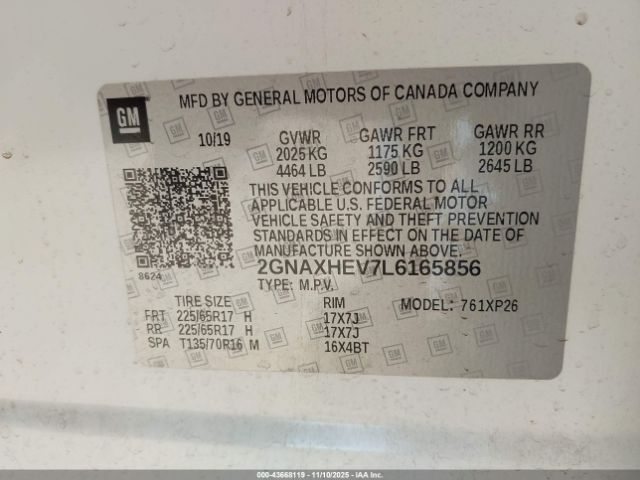 GM
MFD BY GENERAL MOTORS OF CANADA COMPANY
10/19 GVWR GAWR FRT GAWR RR
2025 KG 1175 KG 1200 KG
4464 LB 2590 LB 2645 LB
THIS VEHICLE CONFORMS TO ALL
APPLICABLE U.S. FEDERAL MOTOR
VEHICLE SAFETY AND THEFT PREVENTION
STANDARDS IN EFFECT ON THE DATE OF
MANUFACTURE SHOWN ABOVE.
8624
2GNAXHEV7L6165856
TYPE: M.P.V.
TIRE SIZE RIM MODEL: 761XP26
FRT 225/65R17 H 17X7J
RR 225/65R17 H 17X7J
SPA T135/70R16 M 16X4BT
000-43668119 - 11/10/2025 - IAA Inc.